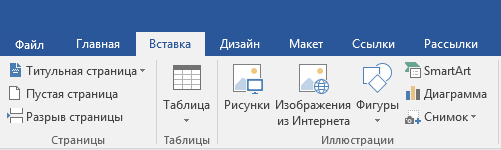 Файл Главная Вставка Дизайн Макет Ссылки Рассылки
Титульная страница
Пустая страница
Разрыв страницы
Страницы
Таблица
Таблицы
Рисунки
Изображения
из Интернета
Фигуры
SmartArt
Диаграмма
Снимок
Иллюстрации